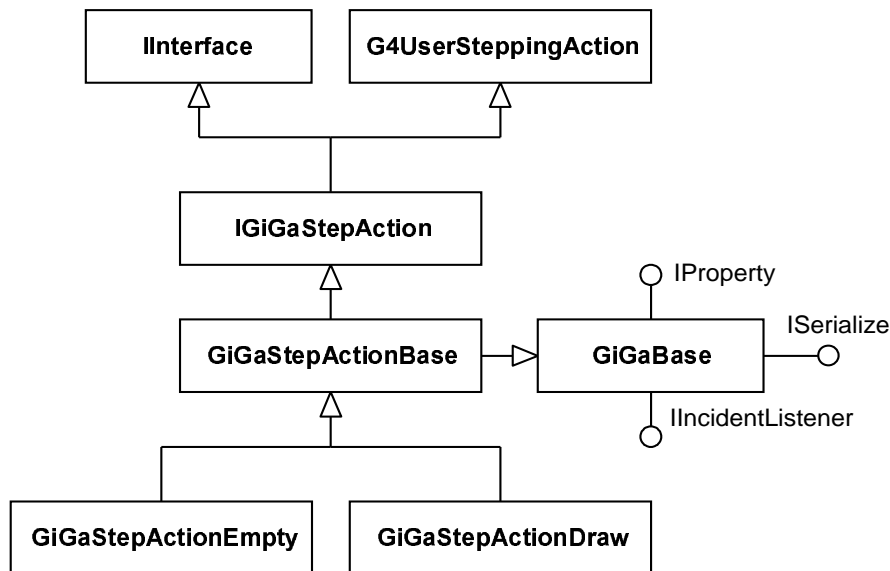 IInterface
G4UserSteppingAction
IGiGaStepAction
IProperty
ISerialize
GiGaStepActionBase
GiGaBase
IIncidentListener
GiGaStepActionEmpty
GiGaStepActionDraw